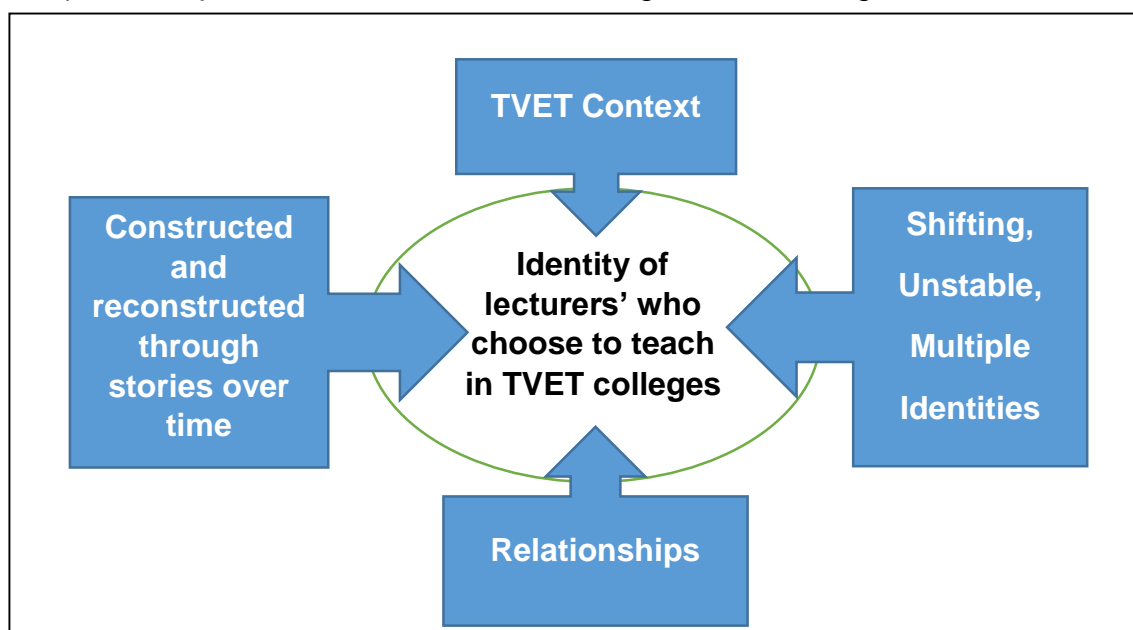 TVET Context
Constructed
and
reconstructed
through
stories over
time
Identity of
lecturers’ who
choose to teach
in TVET colleges
Shifting,
Unstable,
Multiple
Identities
Relationships